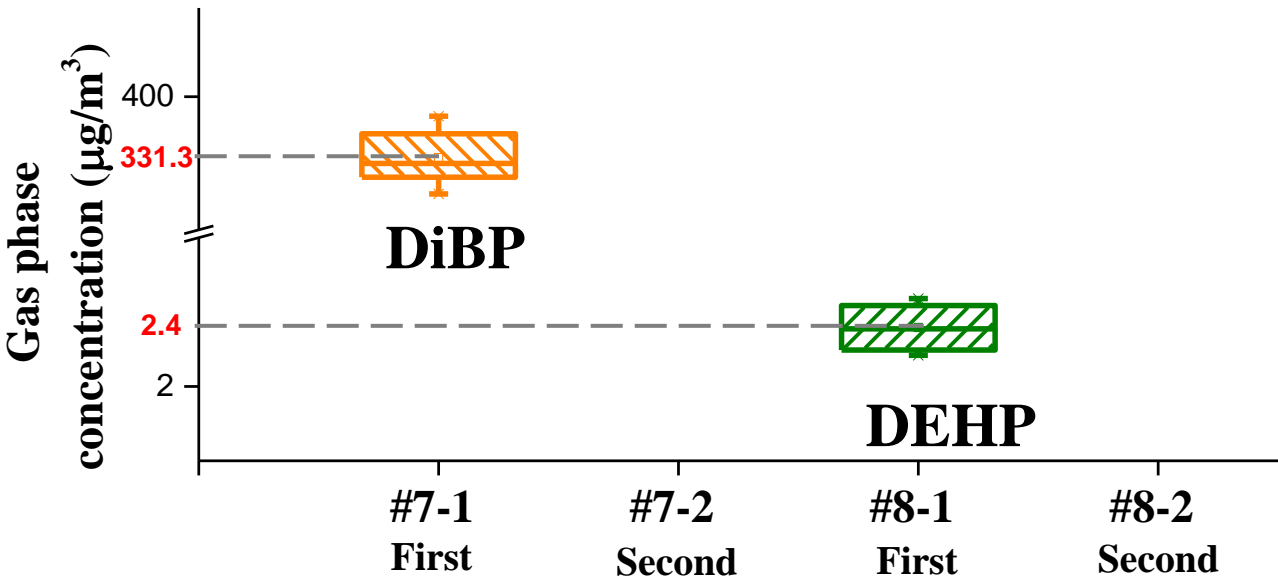 Gas phase
concentration (μg/m³)
400
331.3
DiBP
2.4
2
DEHP
#7-1 #7-2 #8-1 #8-2
First Second First Second